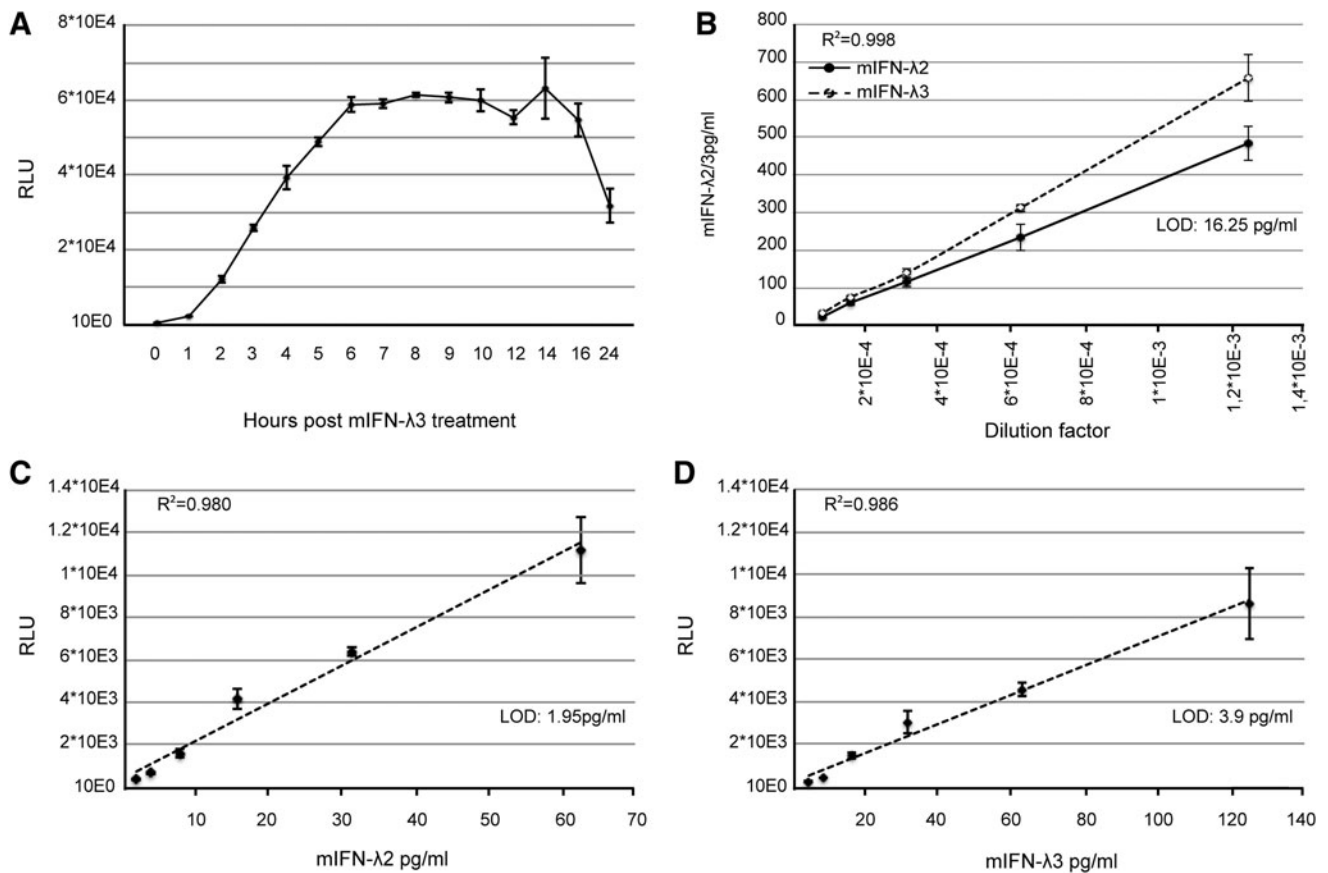 A
8*10E4
6*10E4
4*10E4
2*10E4
10E0
RLU
0 1 2 3 4 5 6 7 8 9 10 12 14 16 24
Hours post mIFN-λ3 treatment
B
R²=0.998
mIFN-λ2
mIFN-λ3
800
700
600
500
400
300
200
100
0
mIFN-λ2/3pg/ml
LOD: 16.25 pg/ml
2*10E-4
4*10E-4
6*10E-4
8*10E-4
1*10E-3
1,2*10E-3
1,4*10E-3
Dilution factor
C
R²=0.980
1.4*10E4
1.2*10E4
1*10E4
8*10E3
6*10E3
4*10E3
2*10E3
10E0
RLU
LOD: 1.95pg/ml
10 20 30 40 50 60 70
mIFN-λ2 pg/ml
D
R²=0.986
1.4*10E4
1.2*10E4
1*10E4
8*10E3
6*10E3
4*10E3
2*10E3
10E0
RLU
LOD: 3.9 pg/ml
20 40 60 80 100 120 140
mIFN-λ3 pg/ml